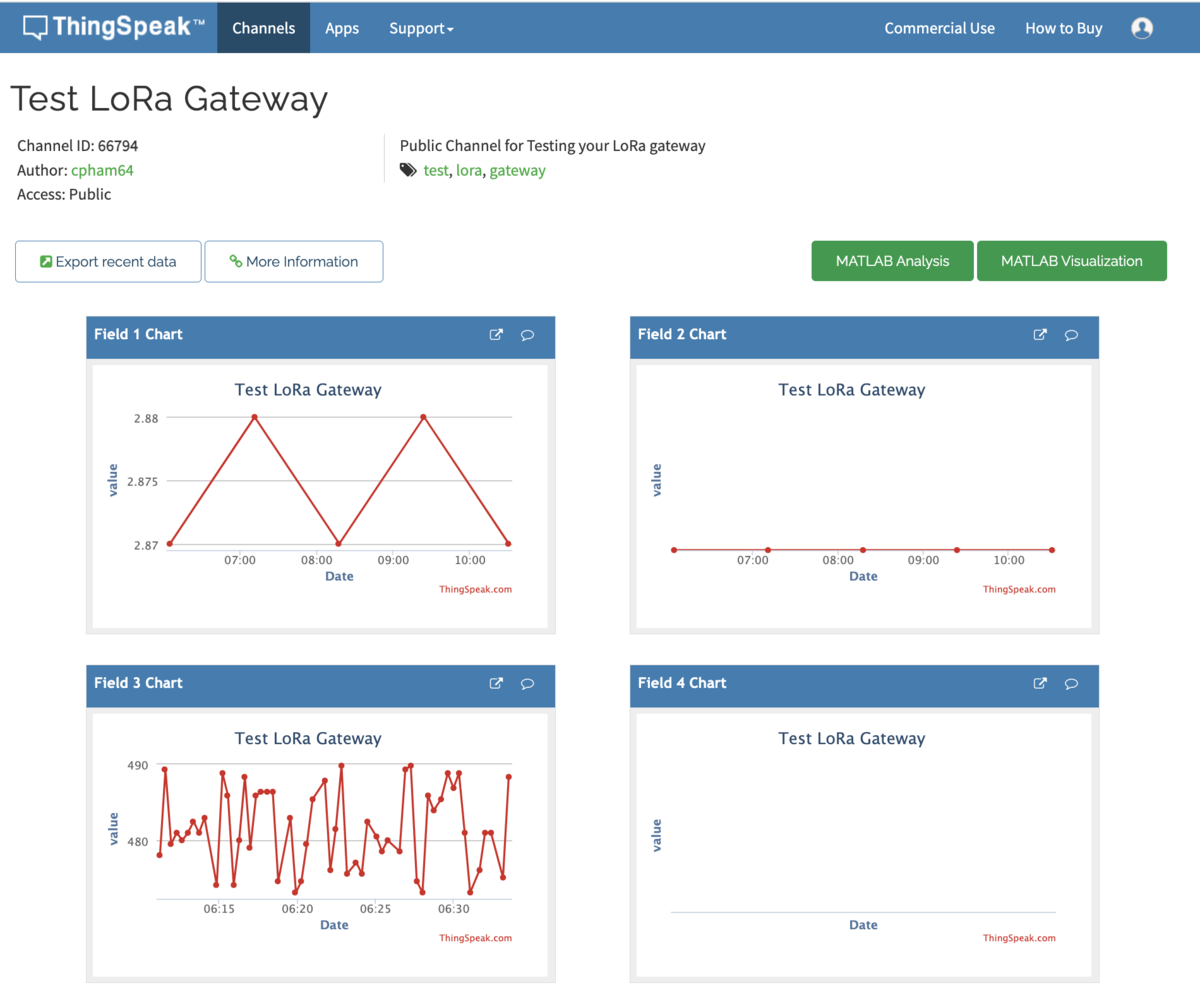 ThingSpeak™ Channels Apps Support Commercial Use How to Buy
Test LoRa Gateway
Channel ID: 66794
Author: cpham64
Access: Public
Public Channel for Testing your LoRa gateway
test, lora, gateway
Export recent data More Information MATLAB Analysis MATLAB Visualization
Field 1 Chart
Test LoRa Gateway
value
2.88
2.875
2.87
07:00 08:00 09:00 10:00
Date
ThingSpeak.com
Field 2 Chart
Test LoRa Gateway
value
07:00 08:00 09:00 10:00
Date
ThingSpeak.com
Field 3 Chart
Test LoRa Gateway
value
490
480
06:15 06:20 06:25 06:30
Date
ThingSpeak.com
Field 4 Chart
Test LoRa Gateway
value
Date
ThingSpeak.com